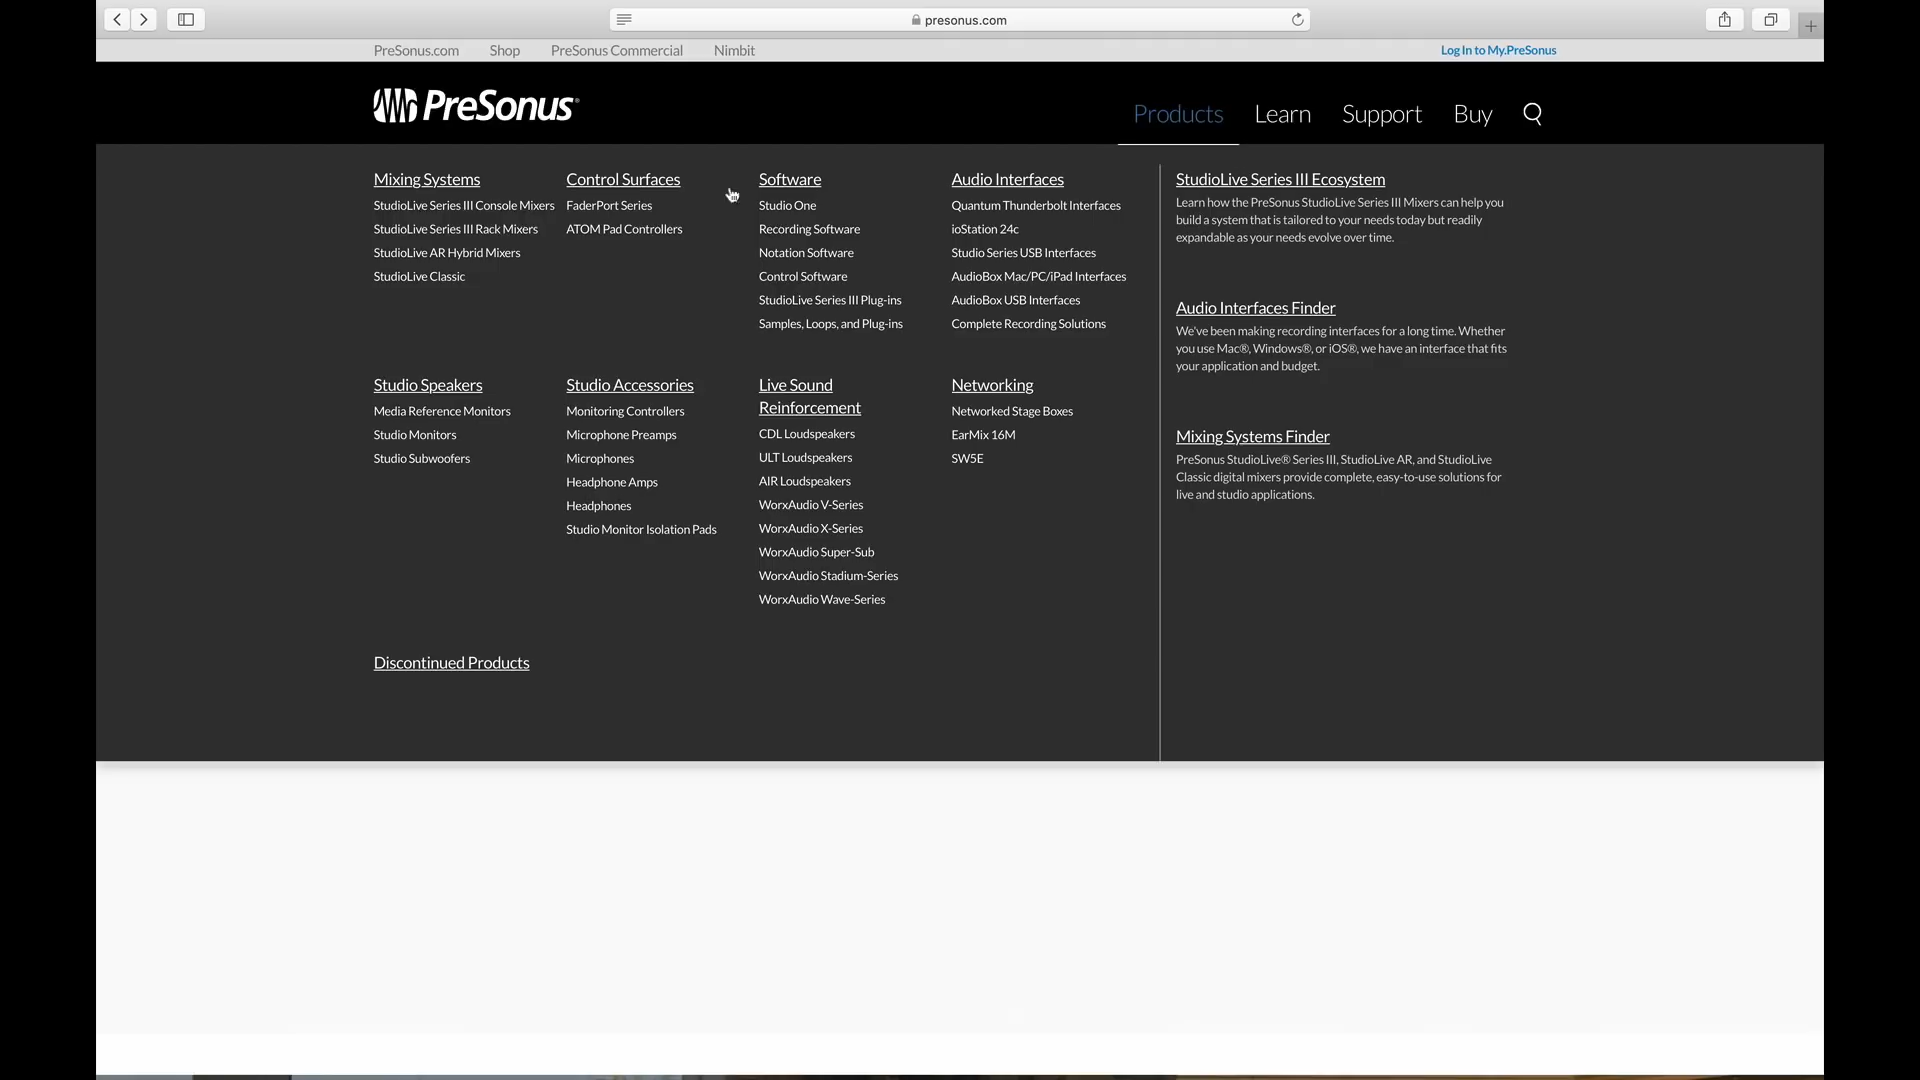 presonus.com
PreSonus.com Shop PreSonus Commercial Nimbit Log In to My.PreSonus
PreSonus
Products Learn Support Buy
Mixing Systems
StudioLive Series III Console Mixers
StudioLive Series III Rack Mixers
StudioLive AR Hybrid Mixers
StudioLive Classic
Control Surfaces
FaderPort Series
ATOM Pad Controllers
Software
Studio One
Recording Software
Notation Software
Control Software
StudioLive Series III Plug-ins
Samples, Loops, and Plug-ins
Audio Interfaces
Quantum Thunderbolt Interfaces
ioStation 24c
Studio Series USB Interfaces
AudioBox Mac/PC/iPad Interfaces
AudioBox USB Interfaces
Complete Recording Solutions
Studio Speakers
Media Reference Monitors
Studio Monitors
Studio Subwoofers
Studio Accessories
Monitoring Controllers
Microphone Preamps
Microphones
Headphone Amps
Headphones
Studio Monitor Isolation Pads
Live Sound
Reinforcement
CDL Loudspeakers
ULT Loudspeakers
AIR Loudspeakers
WorxAudio V-Series
WorxAudio X-Series
WorxAudio Super-Sub
WorxAudio Stadium-Series
WorxAudio Wave-Series
Networking
Networked Stage Boxes
EarMix 16M
SW5E
Discontinued Products
StudioLive Series III Ecosystem
Learn how the PreSonus StudioLive Series III Mixers can help you
build a system that is tailored to your needs today but readily
expandable as your needs evolve over time.
Audio Interfaces Finder
We've been making recording interfaces for a long time. Whether
you use Mac®, Windows®, or iOS®, we have an interface that fits
your application and budget.
Mixing Systems Finder
PreSonus StudioLive® Series III, StudioLive AR, and StudioLive
Classic digital mixers provide complete, easy-to-use solutions for
live and studio applications.